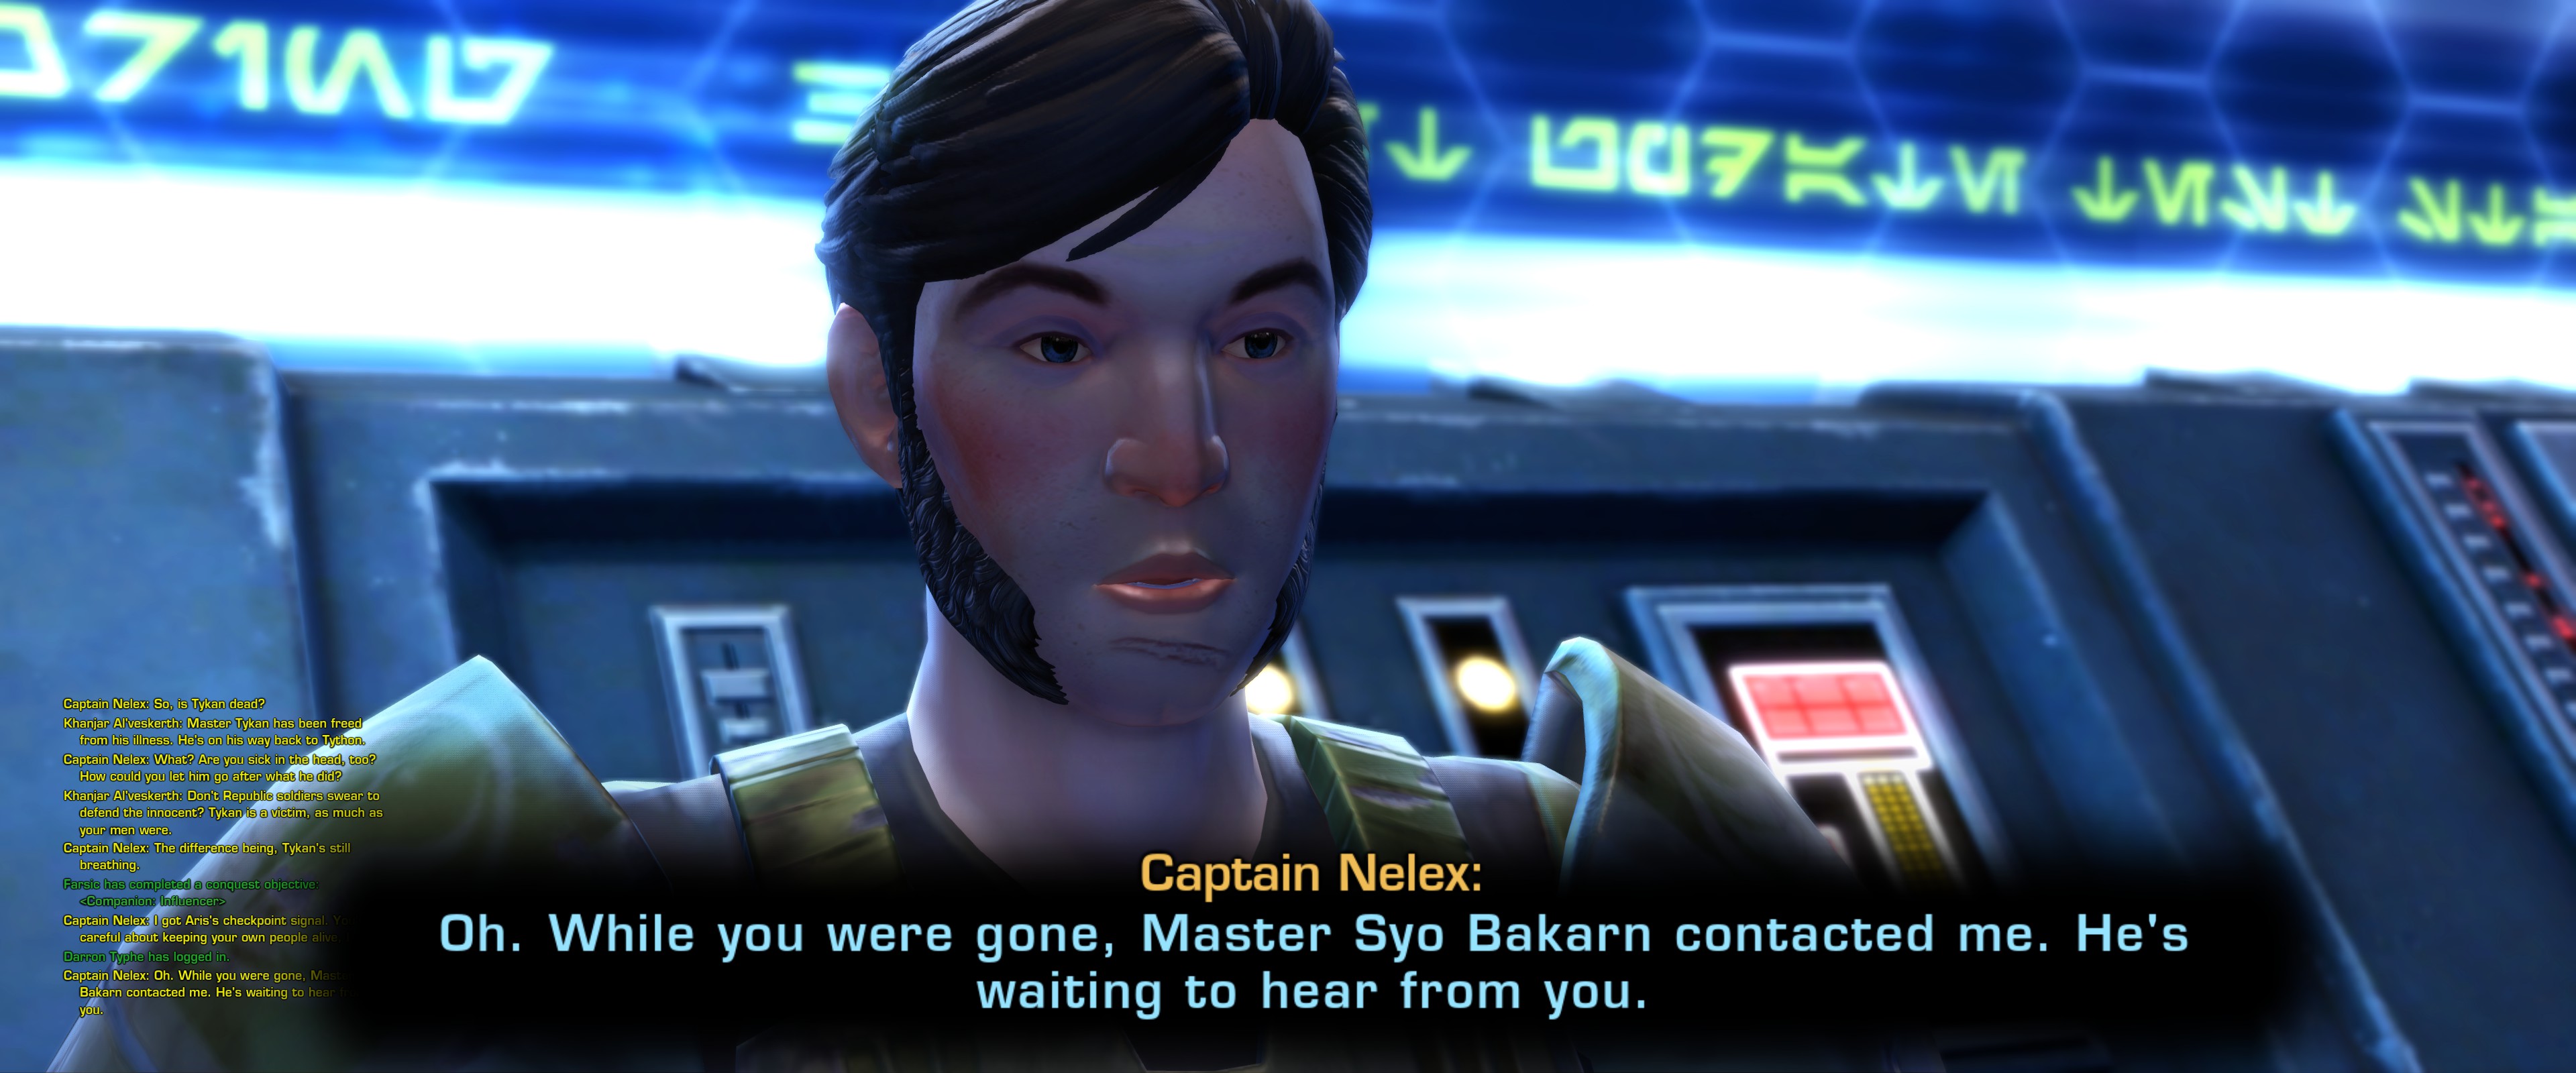 Captain Nelex: So, is Tykan dead?
Khanjar Al'veskerth: Master Tykan has been freed
from his illness. He's on his way back to Tython.
Captain Nelex: What? Are you sick in the head, too?
How could you let him go after what he did?
Khanjar Al'veskerth: Don't Republic soldiers swear to
defend the innocent? Tykan is a victim, as much as
your men were.
Captain Nelex: The difference being, Tykan's still
breathing.
Farsic has completed a conquest objective:
<Companion: Influencer>
Captain Nelex: I got Aris's checkpoint signal.
careful about keeping your own people alive.
Darron Typhe has logged in.
Captain Nelex: Oh. While you were gone,
Bakarn contacted me. He's waiting to hear
you.
Captain Nelex:
Oh. While you were gone, Master Syo Bakarn contacted me. He's
waiting to hear from you.